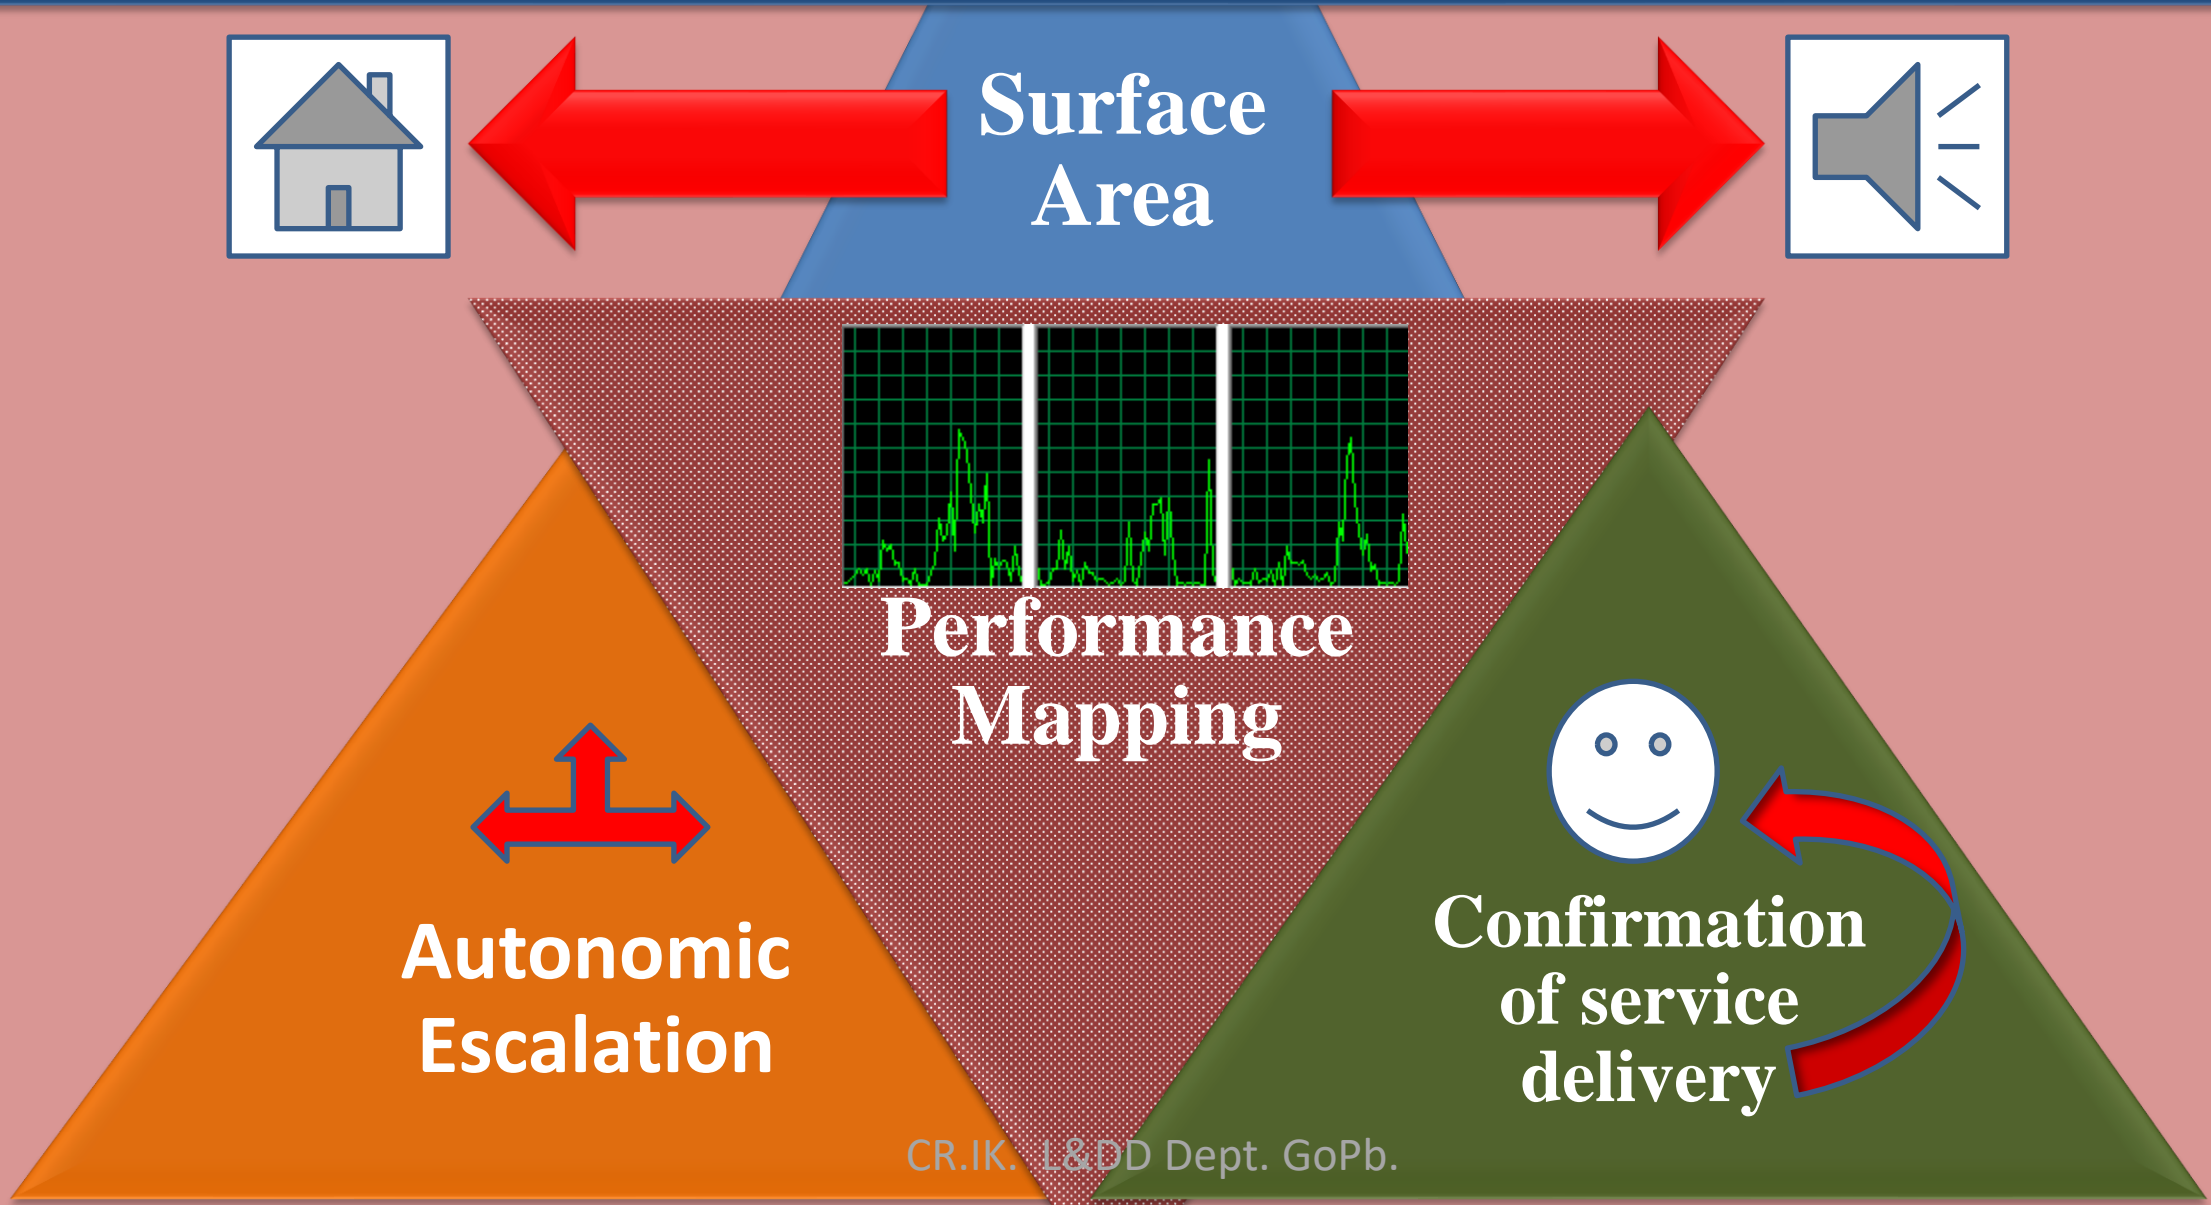 Surface
Area
Performance
Mapping
Autonomic
Escalation
Confirmation
of service
delivery
CR.IK. L&DD Dept. GoPb.